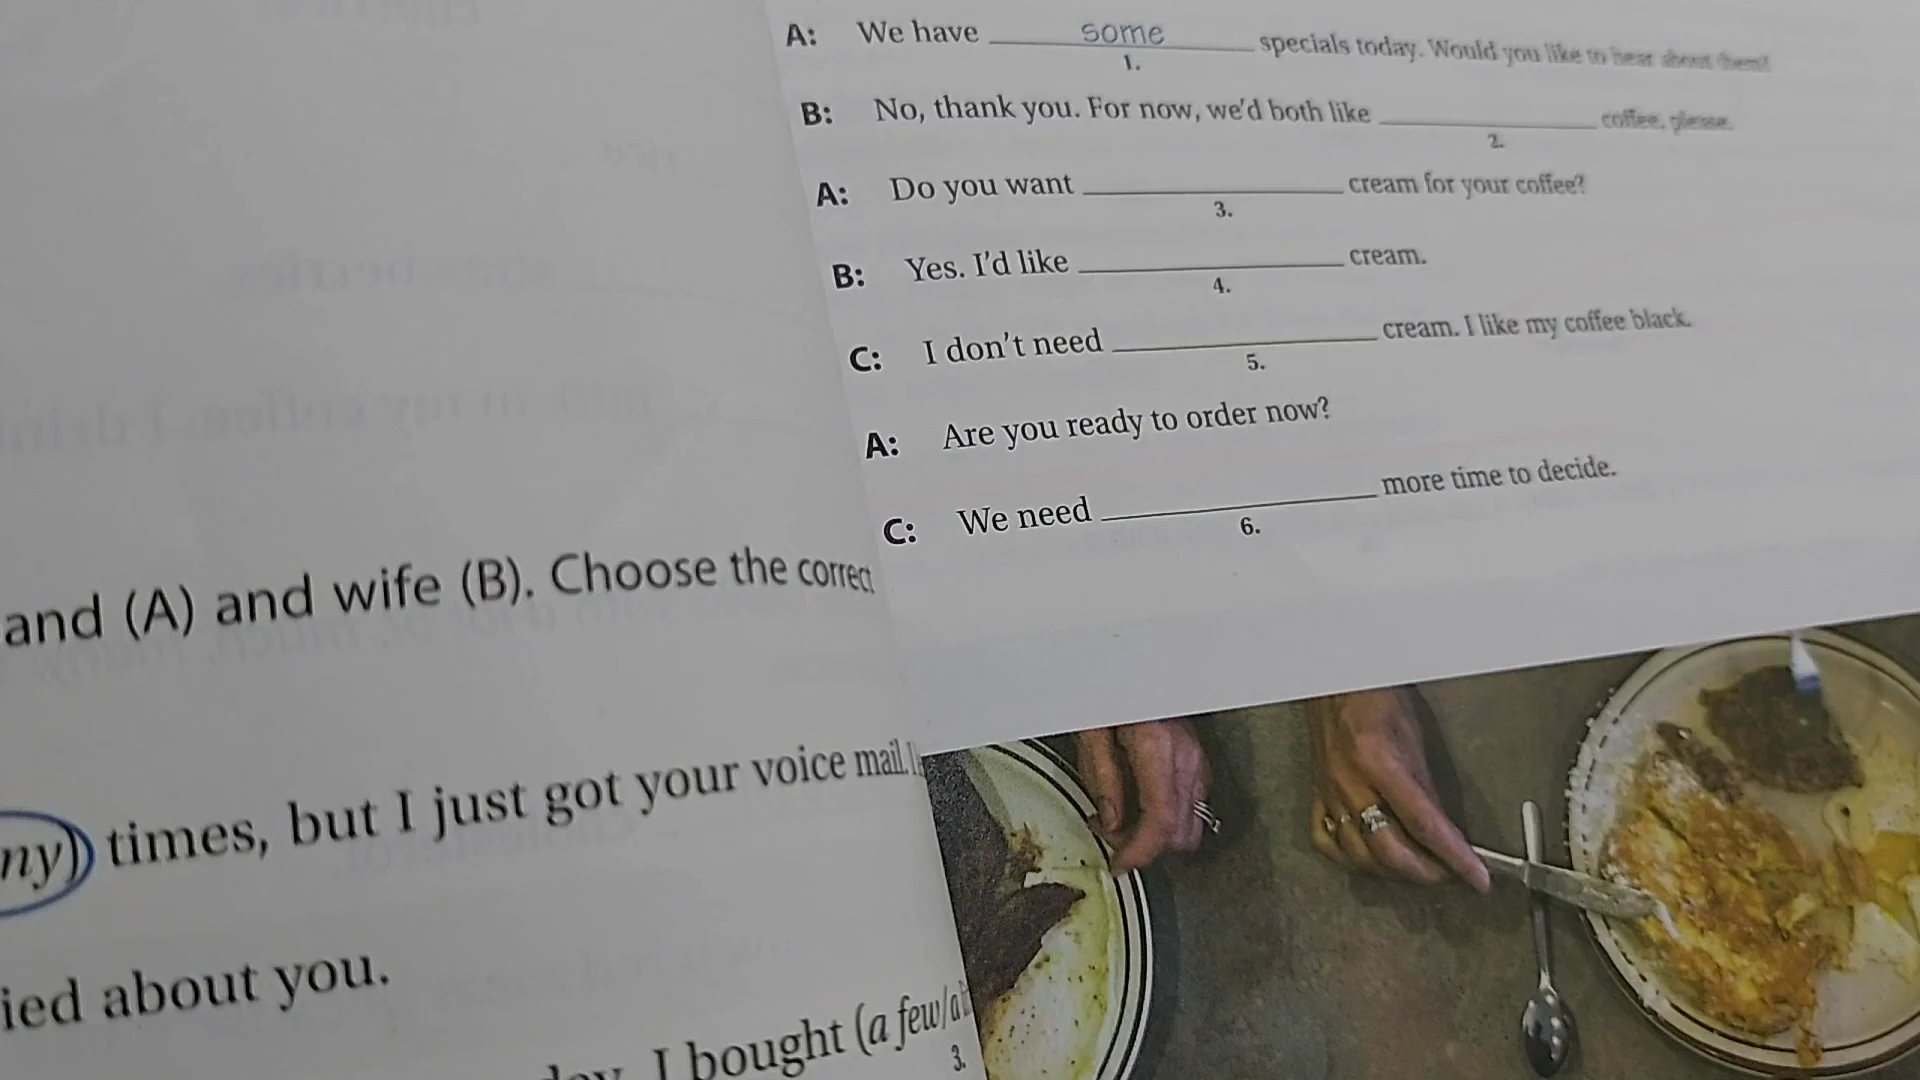 A: We have some specials today. Would you like to hear about them?
1.
B: No, thank you. For now, we'd both like coffee, please.
2.
A: Do you want cream for your coffee?
3.
B: Yes. I'd like cream.
4.
C: I don't need cream. I like my coffee black.
5.
A: Are you ready to order now?
C: We need more time to decide.
6.
and (A) and wife (B). Choose the correct
ny) times, but I just got your voice mail.
ied about you.
I bought (a few/a
3.